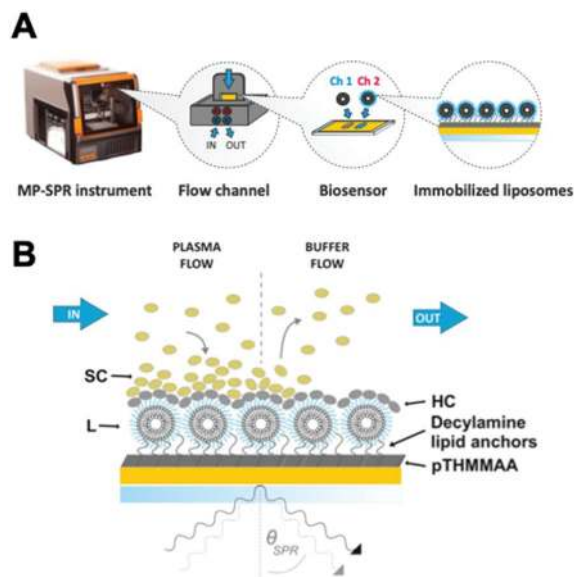 A
Ch 1 Ch 2
IN OUT
MP-SPR instrument
Flow channel
Biosensor
Immobilized liposomes
B
PLASMA
FLOW
BUFFER
FLOW
IN
OUT
SC
HC
L
Decylamine
lipid anchors
pTHMMAA
θSPR